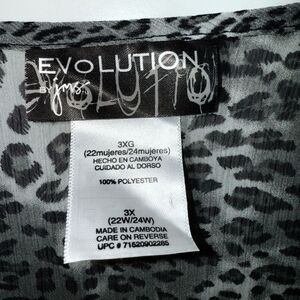 EVOLUTION
BY jms
3XG
(22mujeres/24mujeres)
HECHO EN CAMBOYA
CUIDADO AL DORSO
100% POLYESTER
3X
(22W/24W)
MADE IN CAMBODIA
CARE ON REVERSE
UPC # 71520902285